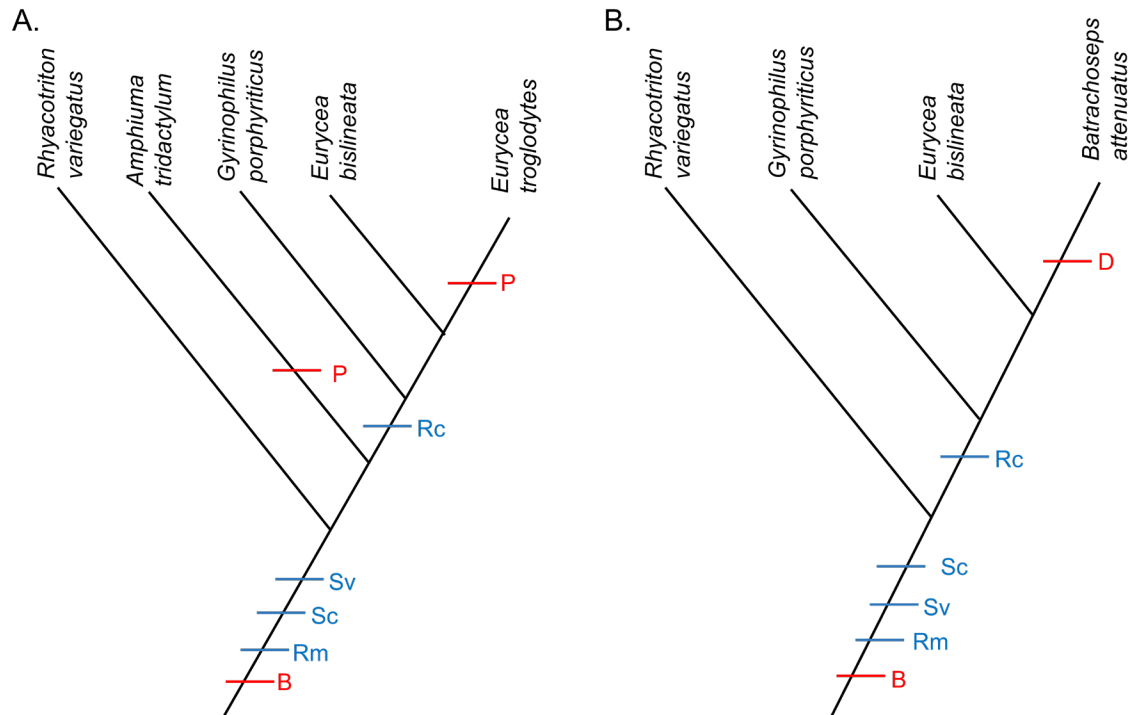 A.
Rhyacotriton
variegatus
Amphiuma
tridactylum
Gyrinophilus
porphyriticus
Eurycea
bislineata
Eurycea
troglodytes
P
P
Rc
Sv
Sc
Rm
B
B.
Rhyacotriton
variegatus
Gyrinophilus
porphyriticus
Eurycea
bislineata
Batrachoseps
attenuatus
D
Rc
Sc
Sv
Rm
B